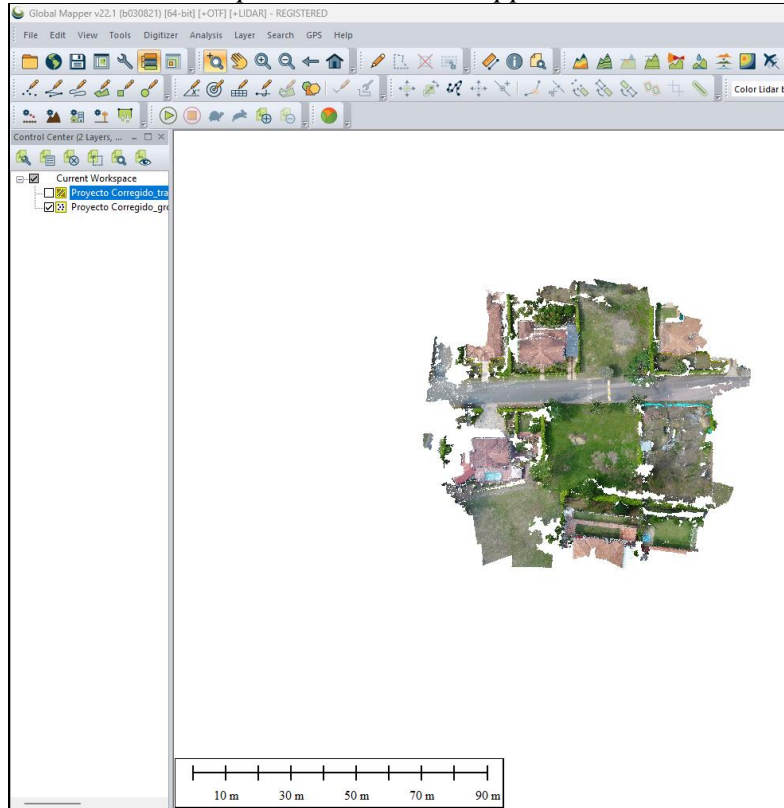 Global Mapper v22.1 (b030821) [64-bit] [+OTF] [+LIDAR] - REGISTERED
File Edit View Tools Digitizer Analysis Layer Search GPS Help
Color Lidar b
Control Center (2 Layers, ...
Current Workspace
Proyecto Corregido_tra
Proyecto Corregido_gro
10 m 30 m 50 m 70 m 90 m